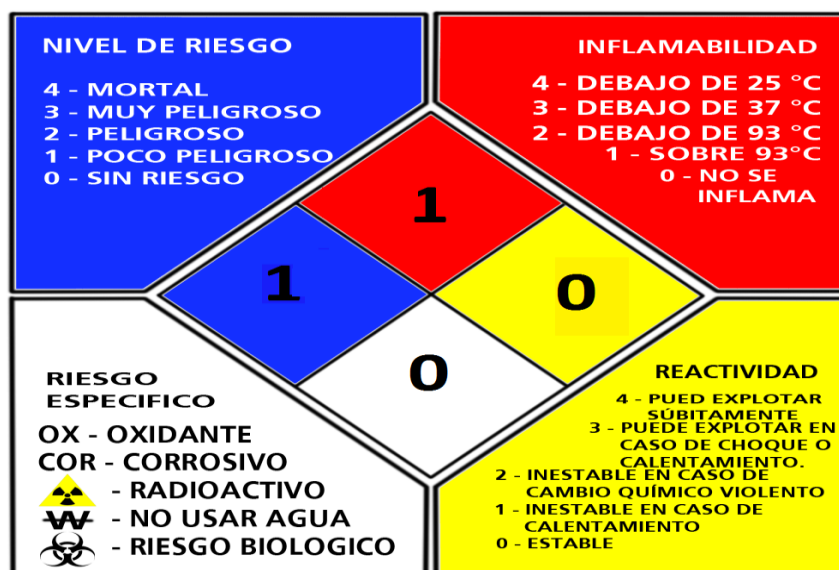 NIVEL DE RIESGO
4 - MORTAL
3 - MUY PELIGROSO
2 - PELIGROSO
1 - POCO PELIGROSO
0 - SIN RIESGO
INFLAMABILIDAD
4 - DEBAJO DE 25 °C
3 - DEBAJO DE 37 °C
2 - DEBAJO DE 93 °C
1 - SOBRE 93°C
0 - NO SE
INFLAMA
1
1
0
0
RIESGO
ESPECIFICO
OX - OXIDANTE
COR - CORROSIVO
- RADIOACTIVO
W - NO USAR AGUA
- RIESGO BIOLOGICO
REACTIVIDAD
4 - PUED EXPLOTAR
SÚBITAMENTE
3 - PUEDE EXPLOTAR EN
CASO DE CHOQUE O
CALENTAMIENTO.
2 - INESTABLE EN CASO DE
CAMBIO QUÍMICO VIOLENTO
1 - INESTABLE EN CASO DE
CALENTAMIENTO
0 - ESTABLE